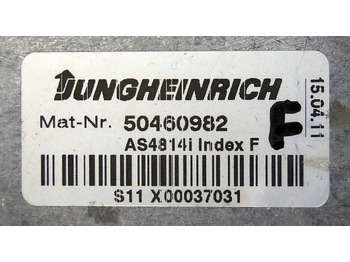 JUNGHEINRICH
Mat-Nr. 50460982
AS4814i Index F
F
15.04.11
S11 X00037031